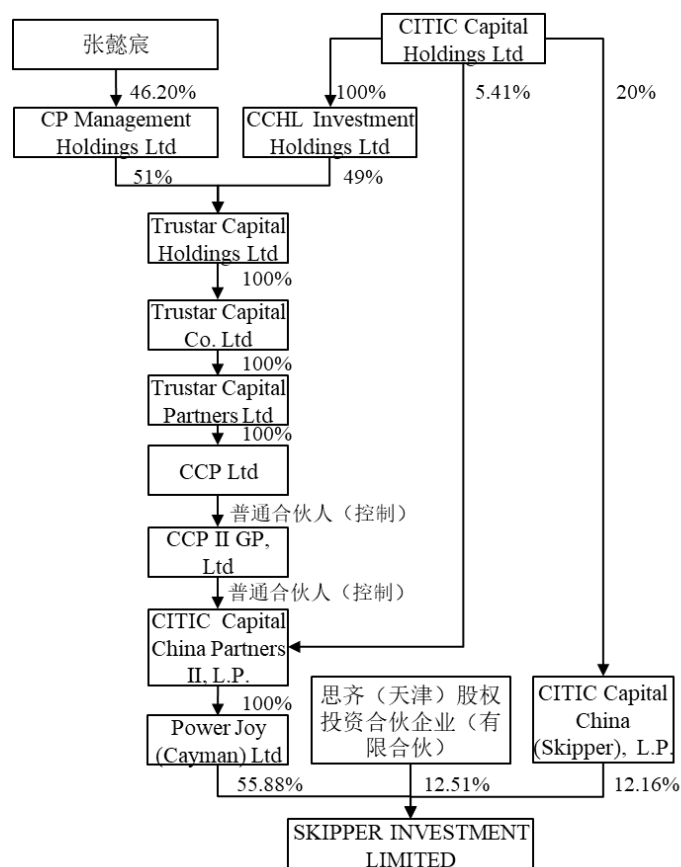 张懿宸
CITIC Capital
Holdings Ltd
46.20%
100%
5.41%
20%
CP Management
Holdings Ltd
CCHL Investment
Holdings Ltd
51%
49%
Trustar Capital
Holdings Ltd
100%
Trustar Capital
Co. Ltd
100%
Trustar Capital
Partners Ltd
100%
CCP Ltd
普通合伙人（控制）
CCP II GP,
Ltd
普通合伙人（控制）
CITIC Capital
China Partners
II, L.P.
100%
Power Joy
(Cayman) Ltd
思齐（天津）股权
投资合伙企业（有
限合伙）
CITIC Capital
China
(Skipper), L.P.
55.88%
12.51%
12.16%
SKIPPER INVESTMENT
LIMITED